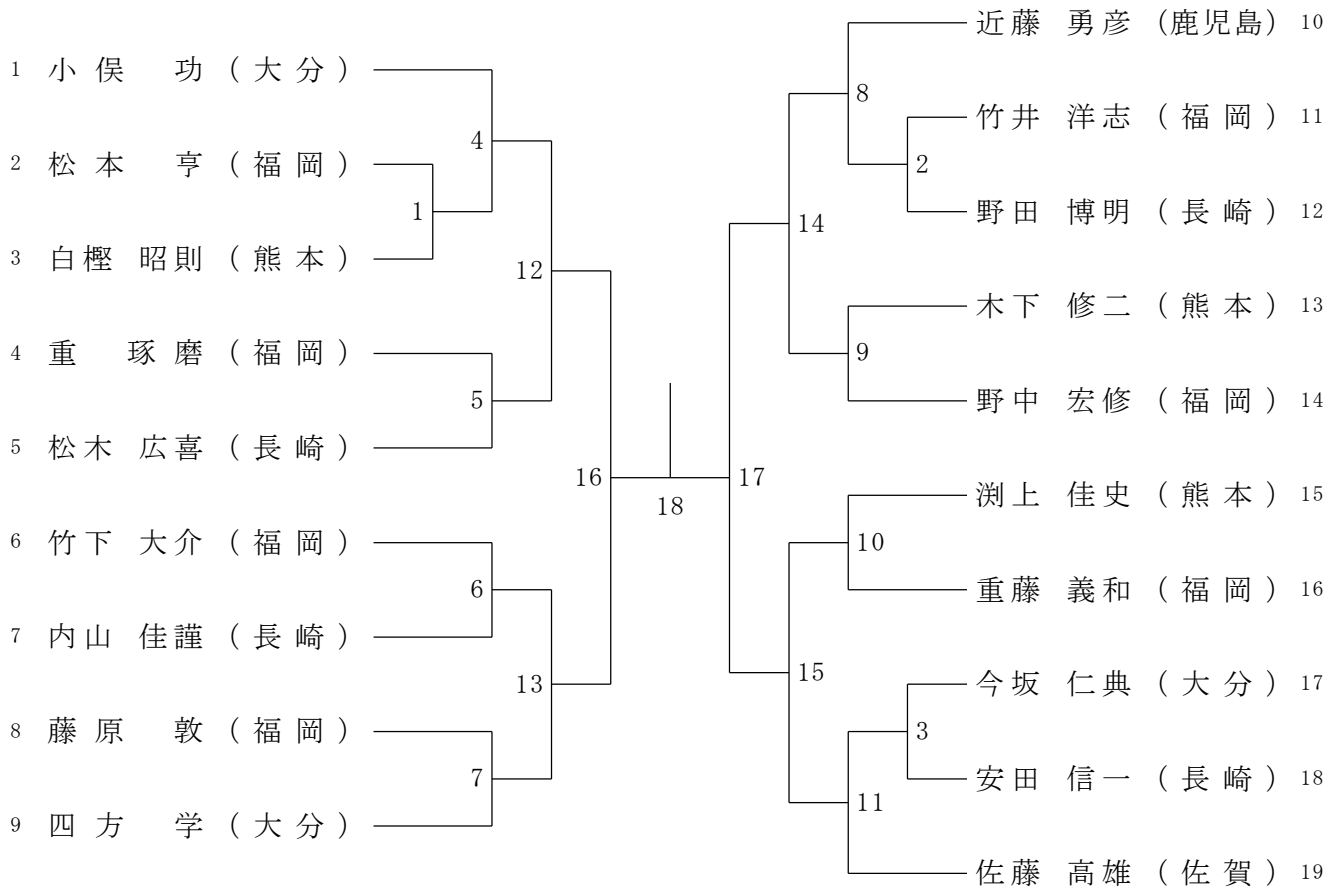 1 小俣 功 (大分)
2 松本 亨 (福岡)
3 白樫 昭則 (熊本)
4 重 琢磨 (福岡)
5 松木 広喜 (長崎)
6 竹下 大介 (福岡)
7 内山 佳謹 (長崎)
8 藤原 敦 (福岡)
9 四方 学 (大分)
4
1
12
5
16
6
13
7
18
17
8
2
14
9
10
15
3
11
近藤 勇彦 (鹿児島) 10
竹井 洋志 (福岡) 11
野田 博明 (長崎) 12
木下 修二 (熊本) 13
野中 宏修 (福岡) 14
渕上 佳史 (熊本) 15
重藤 義和 (福岡) 16
今坂 仁典 (大分) 17
安田 信一 (長崎) 18
佐藤 高雄 (佐賀) 19